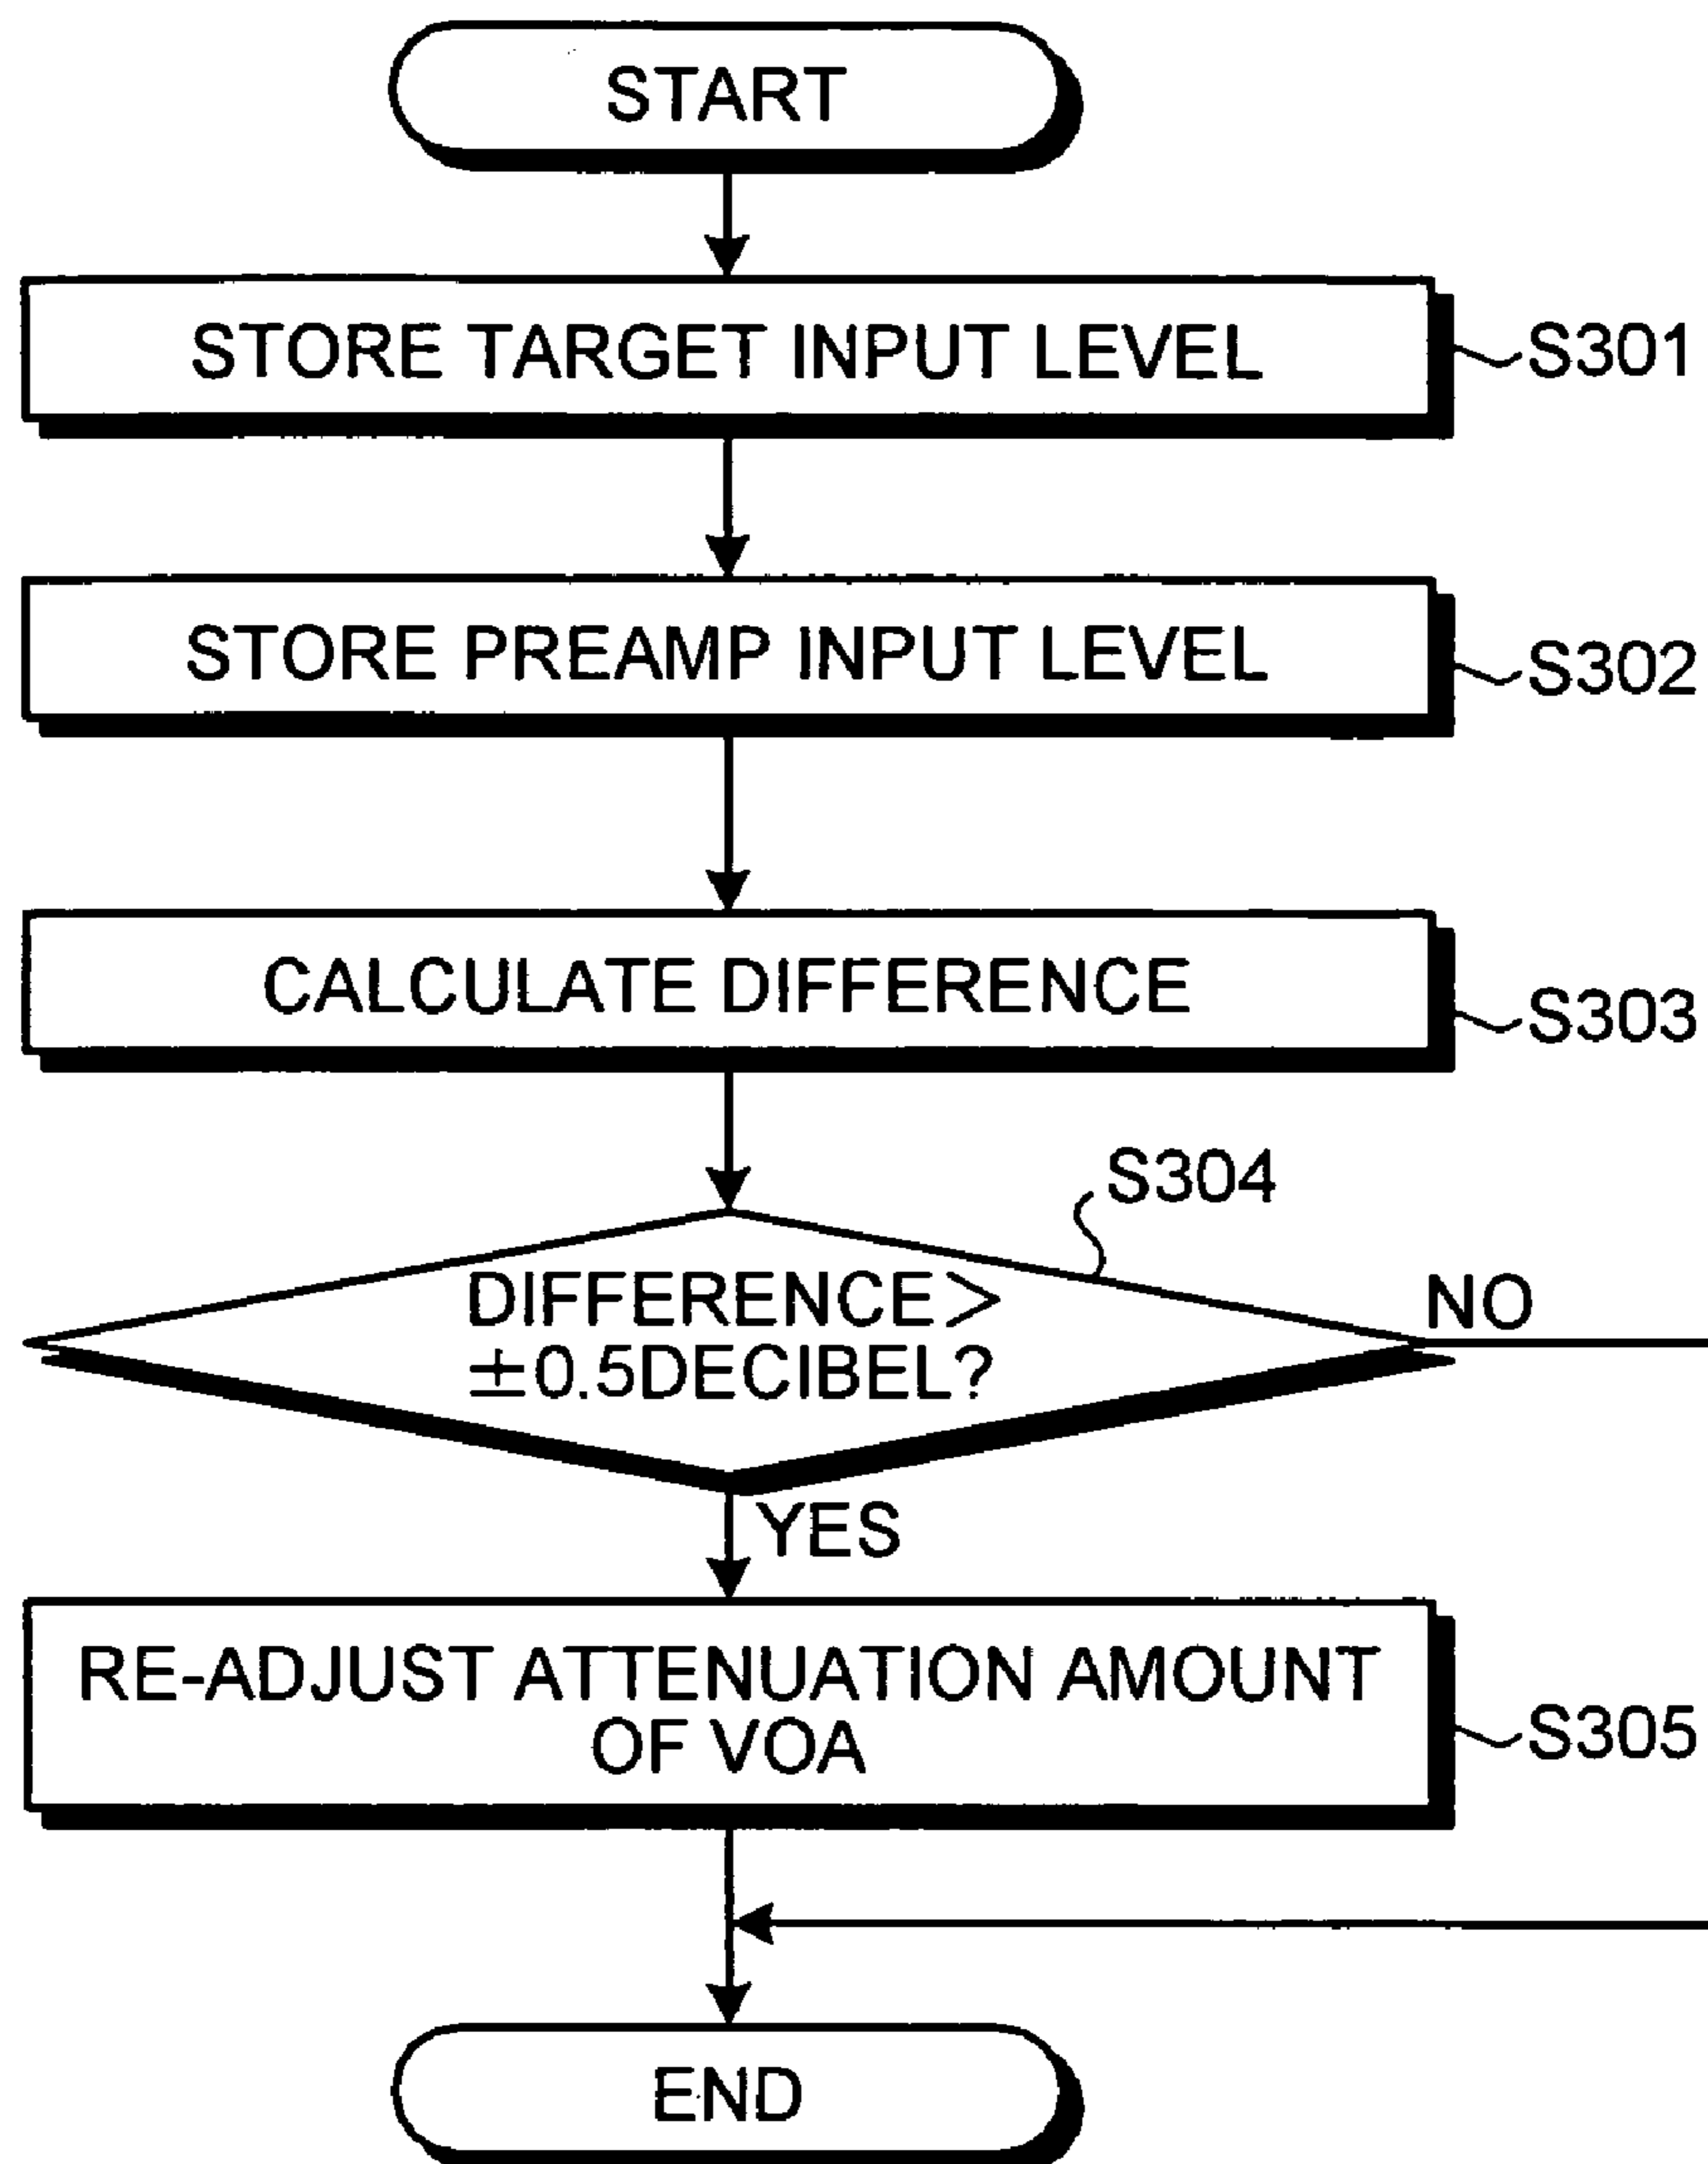 START
STORE TARGET INPUT LEVEL
S301
STORE PREAMP INPUT LEVEL
S302
CALCULATE DIFFERENCE
S303
S304
DIFFERENCE>
±0.5DECIBEL?
NO
YES
RE-ADJUST ATTENUATION AMOUNT
OF VOA
S305
END